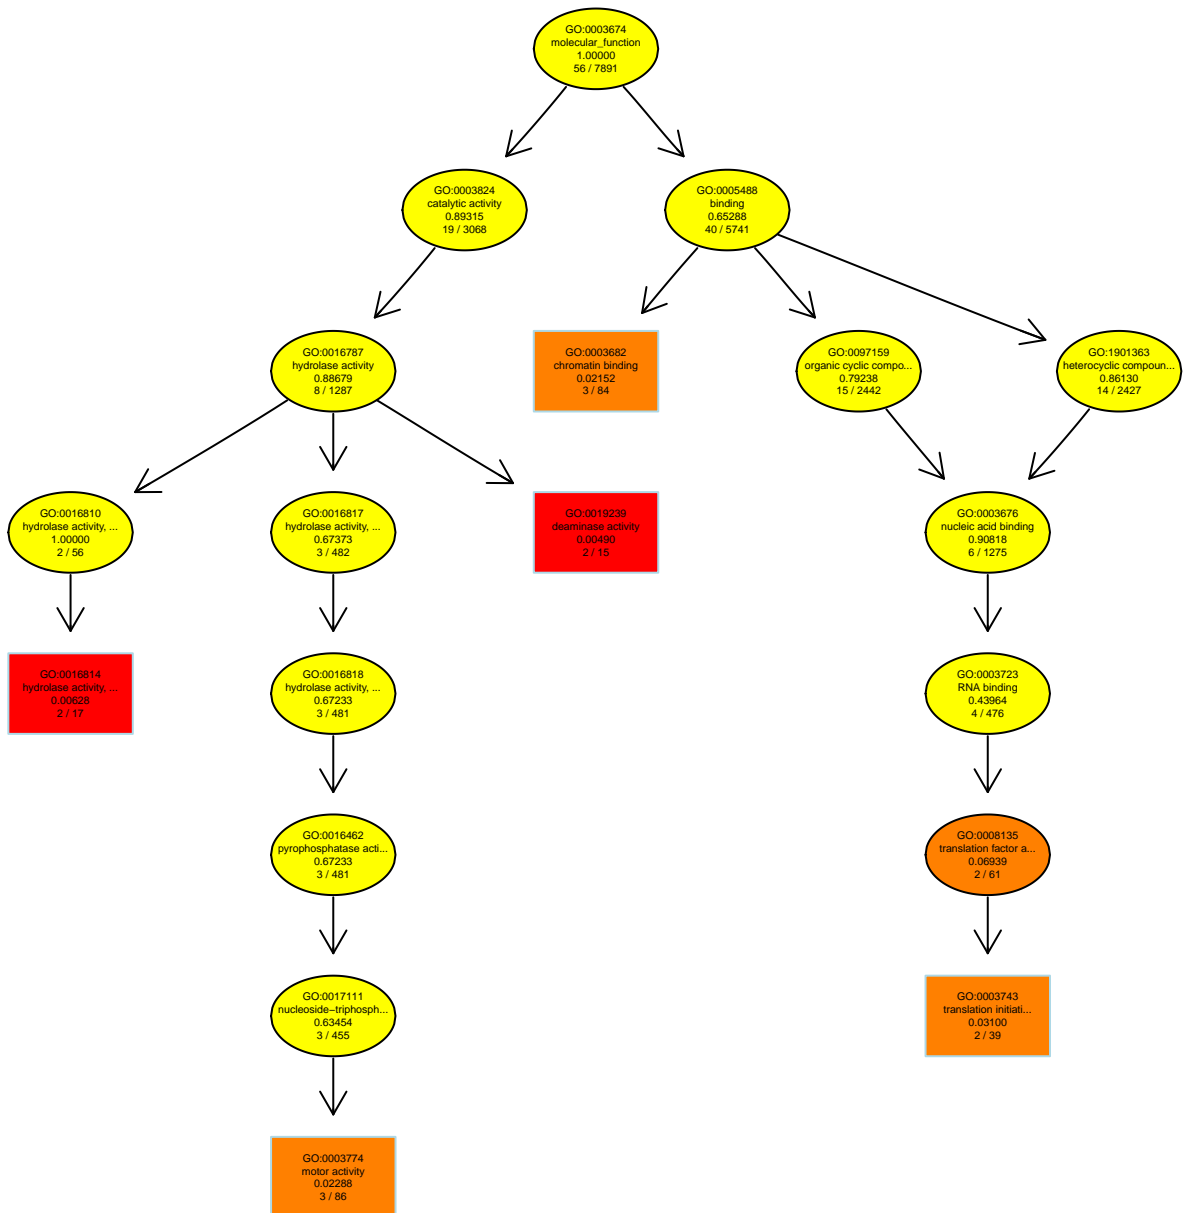 GO:0003674
molecular_function
1.00000
56 / 7891
GO:0003824
catalytic activity
0.89315
19 / 3068
GO:0005488
binding
0.65288
40 / 5741
GO:0016787
hydrolase activity
0.88679
8 / 1287
GO:0003682
chromatin binding
0.02152
3 / 84
GO:0097159
organic cyclic compo...
0.79238
15 / 2442
GO:1901363
heterocyclic compoun...
0.86130
14 / 2427
GO:0016810
hydrolase activity, ...
1.00000
2 / 56
GO:0016817
hydrolase activity, ...
0.67373
3 / 482
GO:0019239
deaminase activity
0.00490
2 / 15
GO:0003676
nucleic acid binding
0.90818
6 / 1275
GO:0016814
hydrolase activity, ...
0.00628
2 / 17
GO:0016818
hydrolase activity, ...
0.67233
3 / 481
GO:0003723
RNA binding
0.43964
4 / 476
GO:0016462
pyrophosphatase acti...
0.67233
3 / 481
GO:0008135
translation factor a...
0.06939
2 / 61
GO:0017111
nucleoside−triphosph...
0.63454
3 / 455
GO:0003743
translation initiati...
0.03100
2 / 39
GO:0003774
motor activity
0.02288
3 / 86